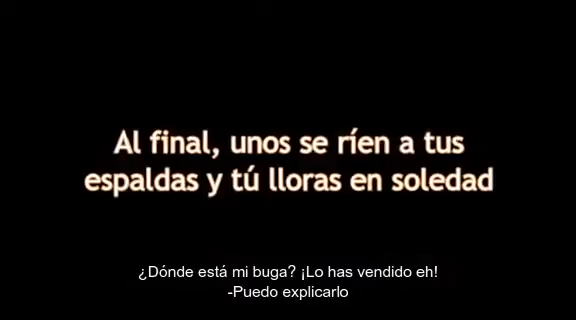 Al final, unos se ríen a tus
espaldas y tú lloras en soledad
¿Dónde está mi buga? ¡Lo has vendido eh!
-Puedo explicarlo